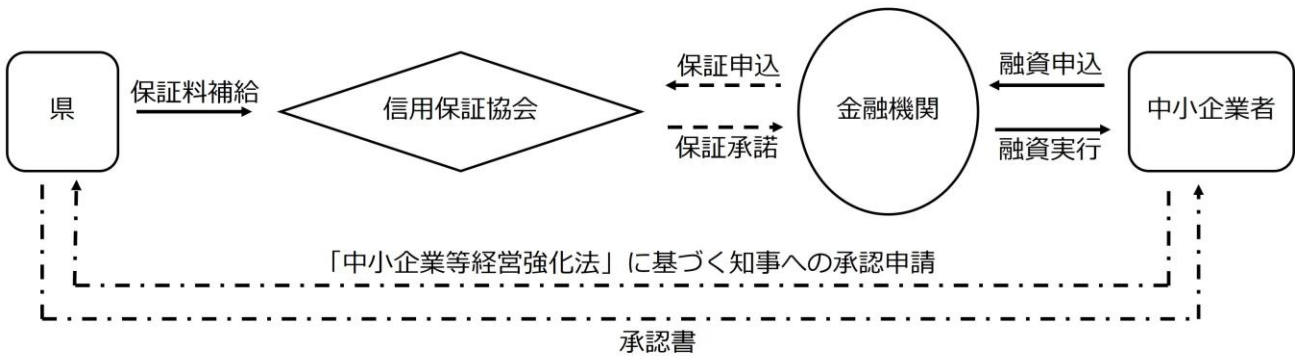 県
保証料補給
信用保証協会
保証申込
保証承諾
金融機関
融資申込
融資実行
中小企業者
「中小企業等経営強化法」に基づく知事への承認申請
承認書